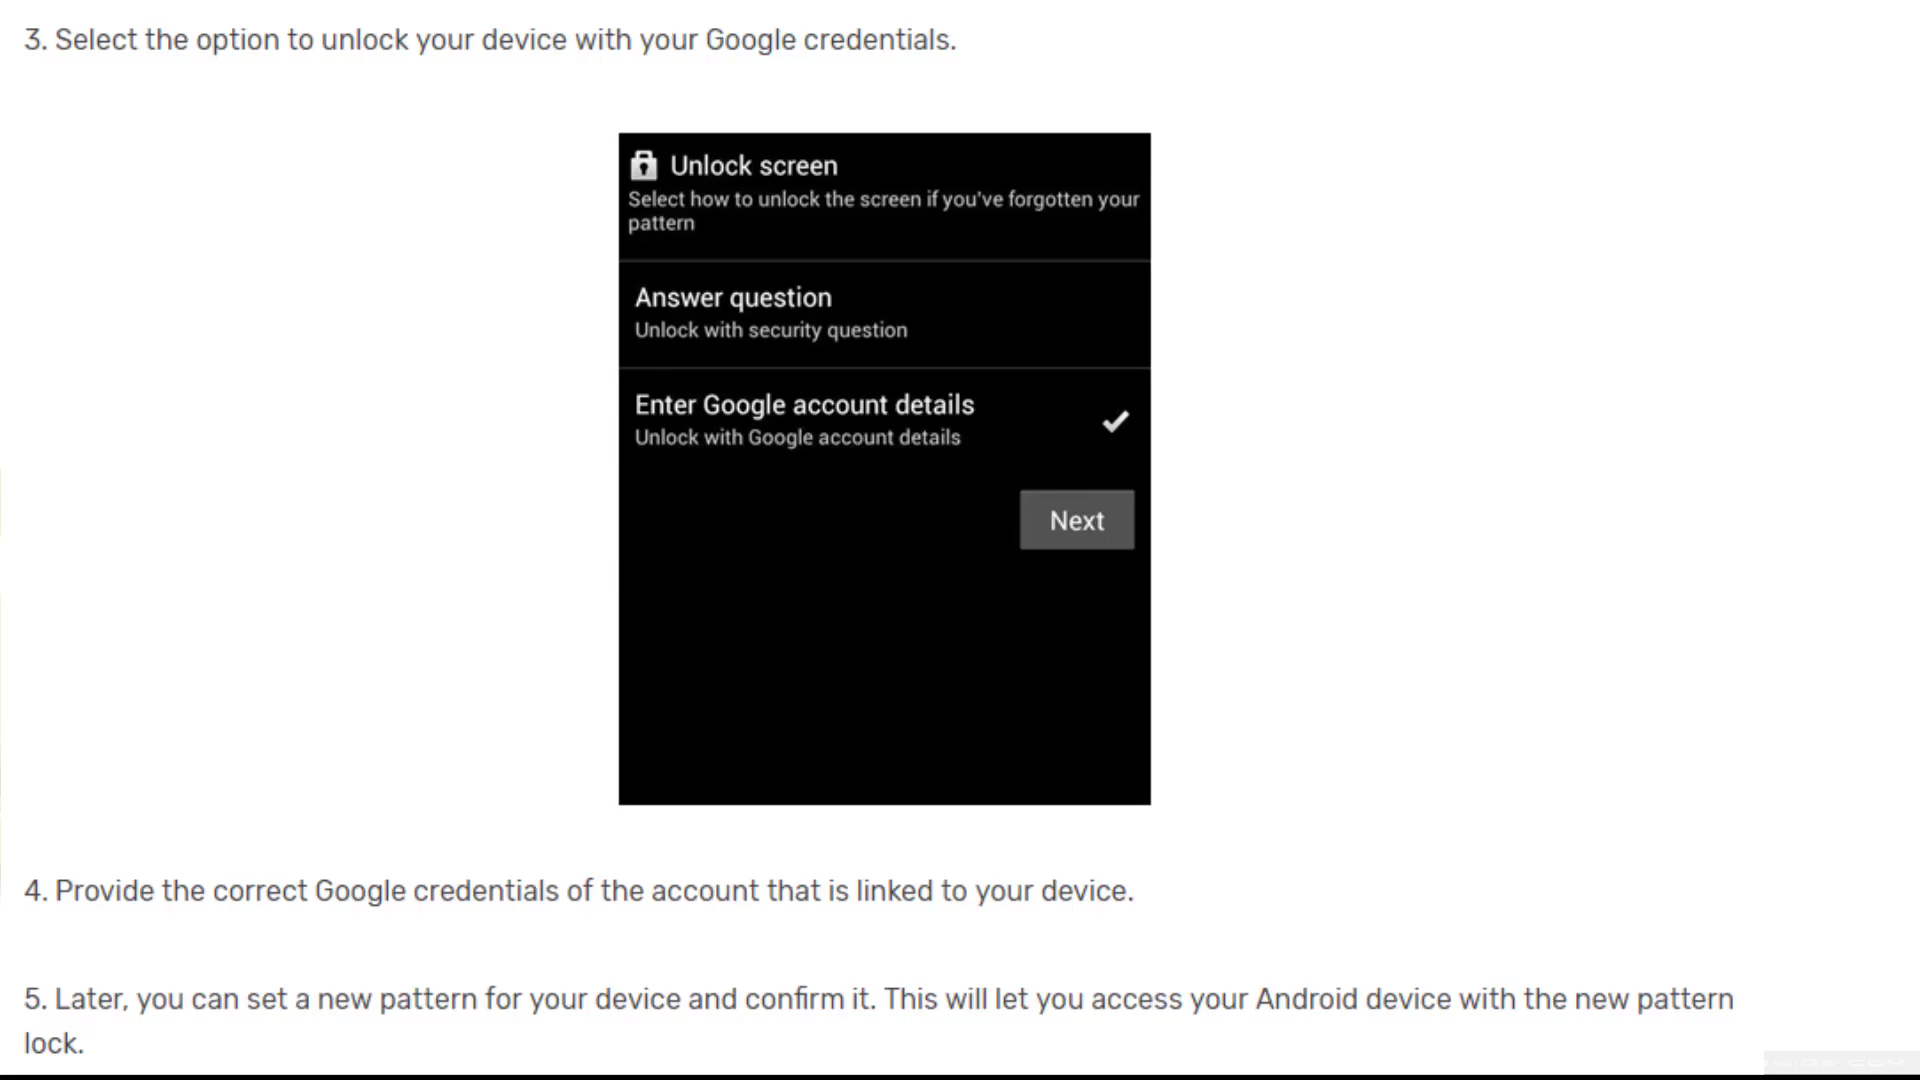 3. Select the option to unlock your device with your Google credentials.
Unlock screen
Select how to unlock the screen if you've forgotten your
pattern
Answer question
Unlock with security question
Enter Google account details
Unlock with Google account details
Next
4. Provide the correct Google credentials of the account that is linked to your device.
5. Later, you can set a new pattern for your device and confirm it. This will let you access your Android device with the new pattern
lock.